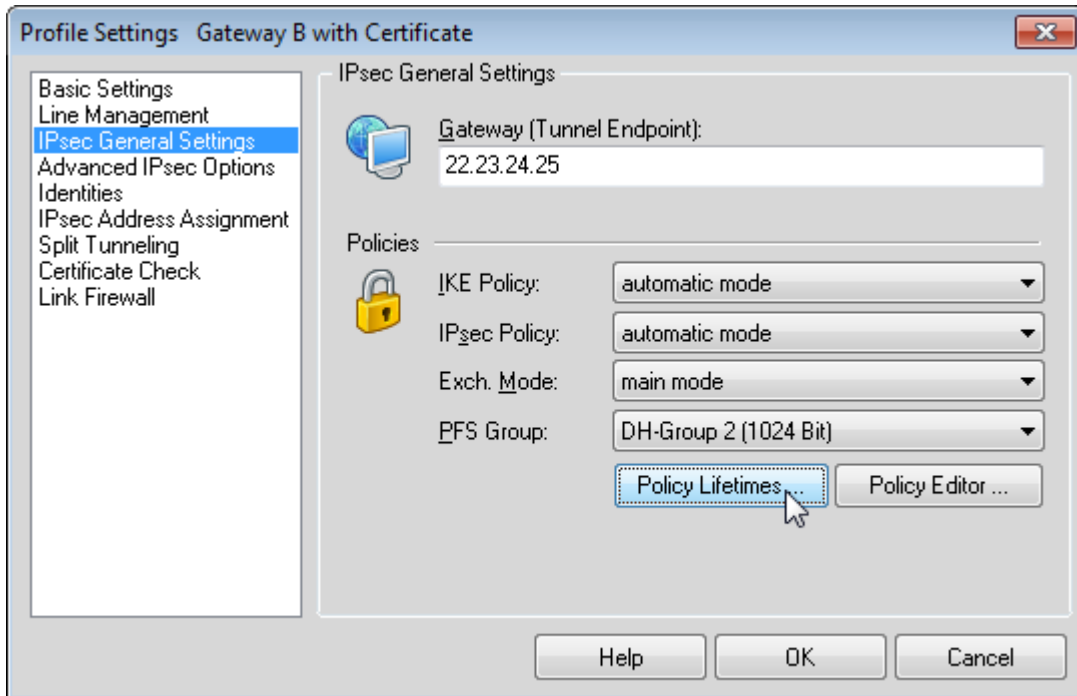 Profile Settings   Gateway B with Certificate
Basic Settings
Line Management
IPsec General Settings
Advanced IPsec Options
Identities
IPsec Address Assignment
Split Tunneling
Certificate Check
Link Firewall
IPsec General Settings
Gateway (Tunnel Endpoint):
22.23.24.25
Policies
IKE Policy: automatic mode
IPsec Policy: automatic mode
Exch. Mode: main mode
PFS Group: DH-Group 2 (1024 Bit)
Policy Lifetimes ... Policy Editor ...
Help OK Cancel